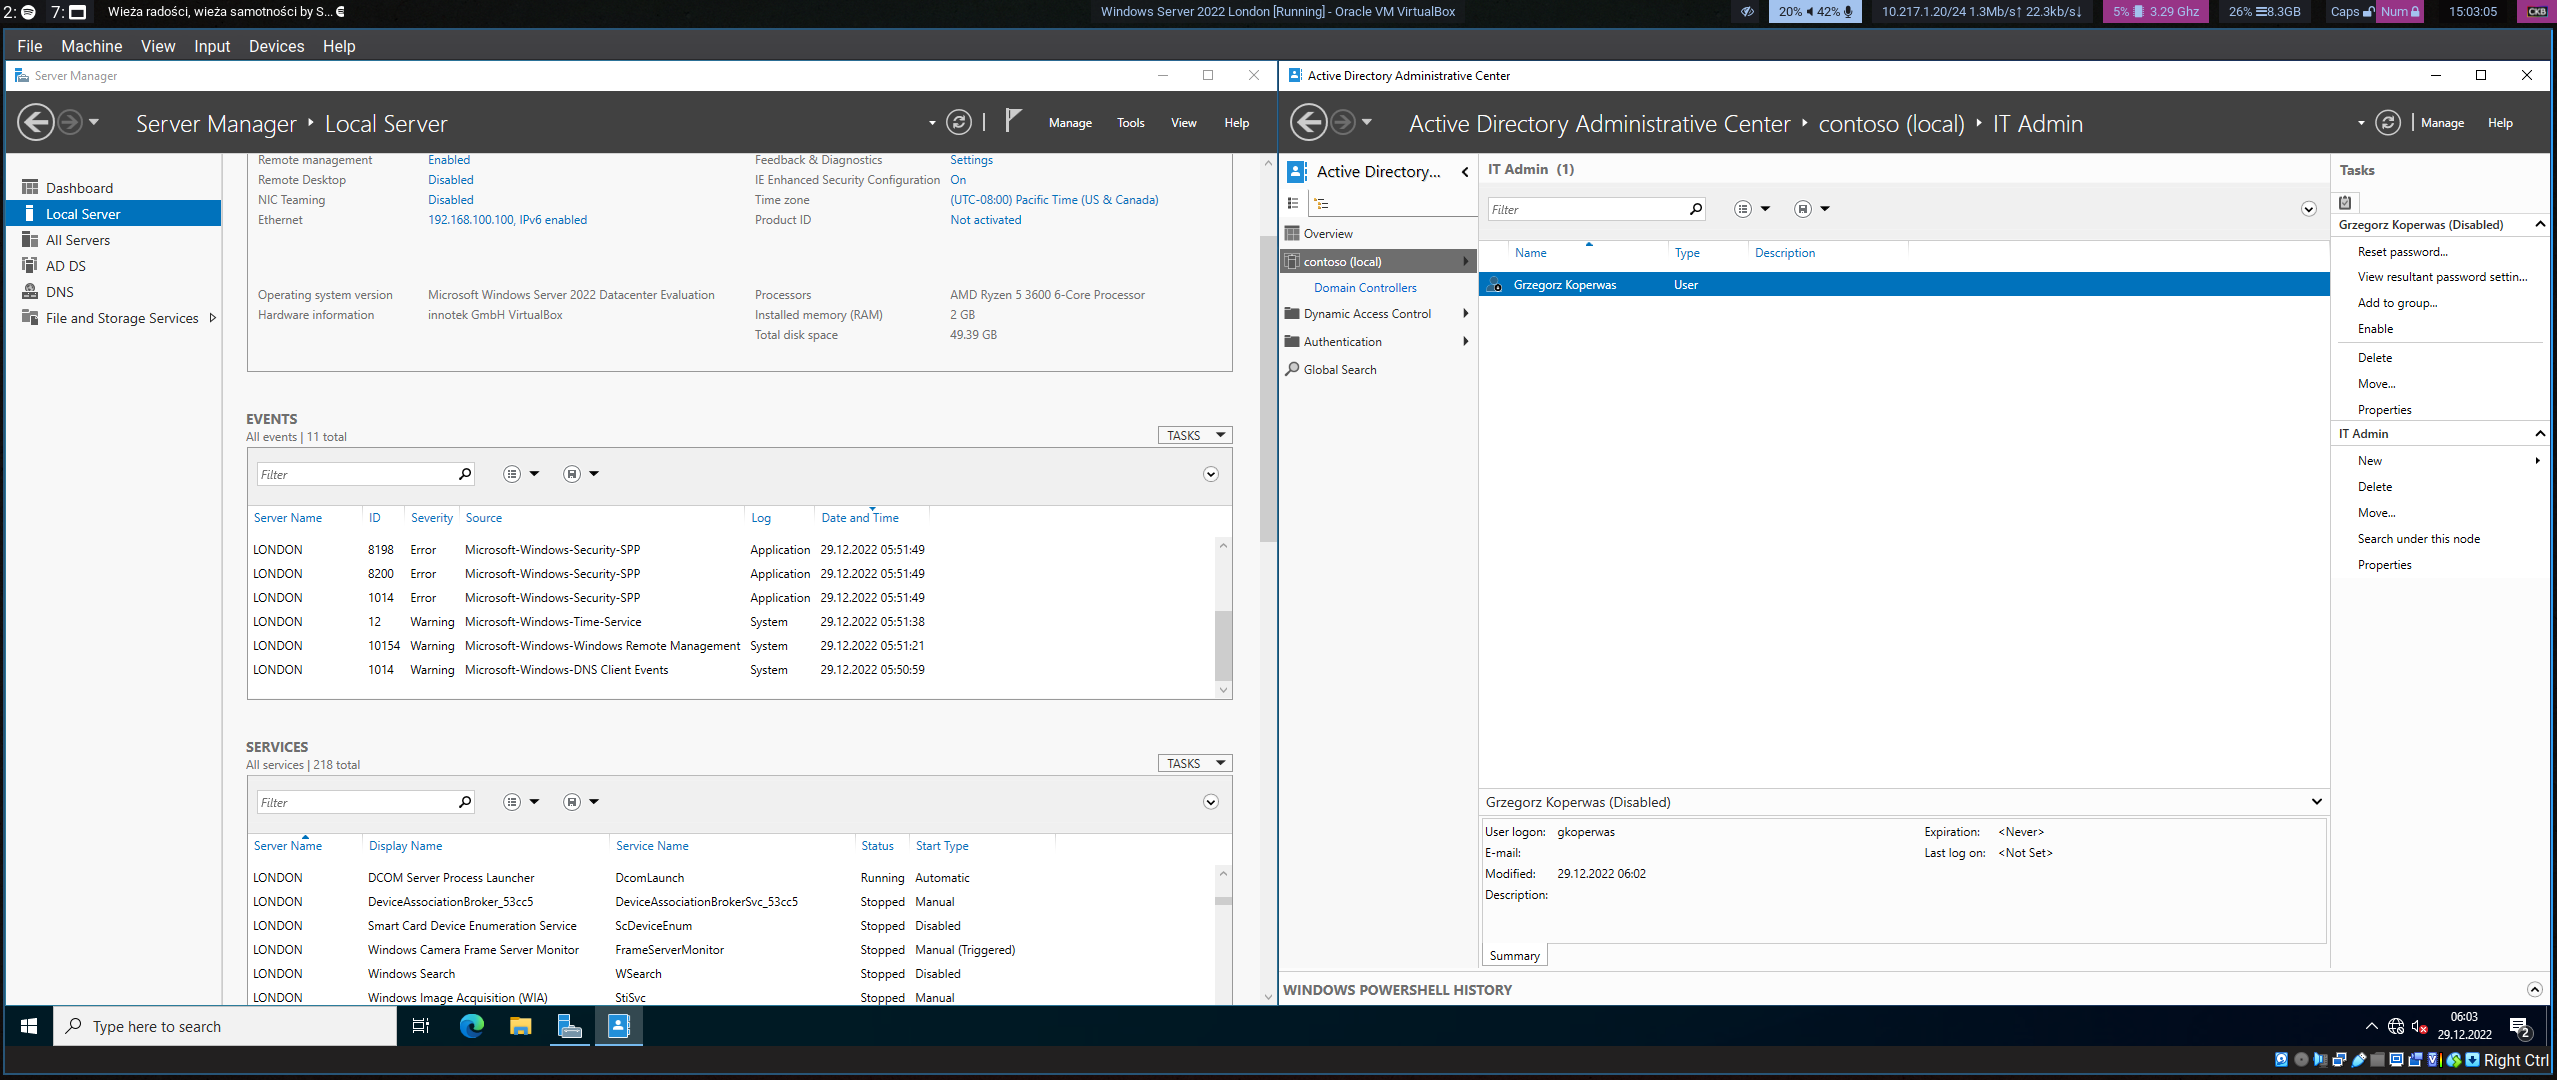 2:
7:
Wieża radości, wieża samotności by S...
Windows Server 2022 London [Running] - Oracle VM VirtualBox
20% 42%
10.217.1.20/24 1.3Mb/s↑ 22.3kb/s↓
5% 3.29 Ghz
26% 8.3GB
Caps Num
15:03:05
CKB
File Machine View Input Devices Help
Server Manager
Server Manager ‣ Local Server
Manage Tools View Help
Dashboard
Local Server
All Servers
AD DS
DNS
File and Storage Services
Remote management Enabled Feedback & Diagnostics Settings
Remote Desktop Disabled IE Enhanced Security Configuration On
NIC Teaming Disabled Time zone (UTC-08:00) Pacific Time (US & Canada)
Ethernet 192.168.100.100, IPv6 enabled Product ID Not activated
Operating system version Microsoft Windows Server 2022 Datacenter Evaluation Processors AMD Ryzen 5 3600 6-Core Processor
Hardware information innotek GmbH VirtualBox Installed memory (RAM) 2 GB
Total disk space 49.39 GB
EVENTS
All events | 11 total
TASKS
Filter
Server Name ID Severity Source Log Date and Time
LONDON 8198 Error Microsoft-Windows-Security-SPP Application 29.12.2022 05:51:49
LONDON 8200 Error Microsoft-Windows-Security-SPP Application 29.12.2022 05:51:49
LONDON 1014 Error Microsoft-Windows-Security-SPP Application 29.12.2022 05:51:49
LONDON 12 Warning Microsoft-Windows-Time-Service System 29.12.2022 05:51:38
LONDON 10154 Warning Microsoft-Windows-Windows Remote Management System 29.12.2022 05:51:21
LONDON 1014 Warning Microsoft-Windows-DNS Client Events System 29.12.2022 05:50:59
SERVICES
All services | 218 total
TASKS
Filter
Server Name Display Name Service Name Status Start Type
LONDON DCOM Server Process Launcher DcomLaunch Running Automatic
LONDON DeviceAssociationBroker_53cc5 DeviceAssociationBrokerSvc_53cc5 Stopped Manual
LONDON Smart Card Device Enumeration Service ScDeviceEnum Stopped Disabled
LONDON Windows Camera Frame Server Monitor FrameServerMonitor Stopped Manual (Triggered)
LONDON Windows Search WSearch Stopped Disabled
LONDON Windows Image Acquisition (WIA) StiSvc Stopped Manual
Active Directory Administrative Center
Active Directory Administrative Center ‣ contoso (local) ‣ IT Admin
Manage Help
Active Directory...
Overview
contoso (local)
Domain Controllers
Dynamic Access Control
Authentication
Global Search
IT Admin (1)
Filter
Name Type Description
Grzegorz Koperwas User
Grzegorz Koperwas (Disabled)
User logon: gkoperwas Expiration: <Never>
E-mail: Last log on: <Not Set>
Modified: 29.12.2022 06:02
Description:
Summary
Tasks
Grzegorz Koperwas (Disabled)
Reset password...
View resultant password settin...
Add to group...
Enable
Delete
Move...
Properties
IT Admin
New
Delete
Move...
Search under this node
Properties
WINDOWS POWERSHELL HISTORY
Type here to search
06:03
29.12.2022
2
Right Ctrl